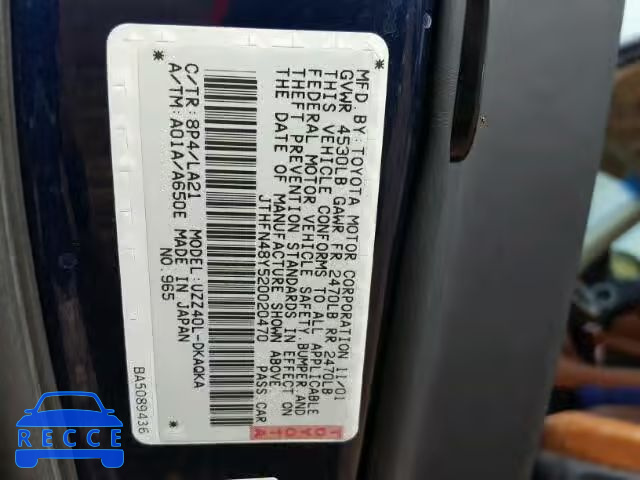 MFD.BY:TOYOTA MOTOR CORPORATION 11/01
GVWR 4530LB GAWR FR 2470LB RR 2470LB
THIS VEHICLE CONFORMS TO ALL APPLICABLE
FEDERAL MOTOR VEHICLE SAFETY,BUMPER,AND
THEFT PREVENTION STANDARDS IN EFFECT ON
THE DATE OF MANUFACTURE SHOWN ABOVE.
JTHFN48Y520020470 PASS.CAR
TOYOTA
C/TR:8P4/LA21 MODEL:UZZ40L-DKAQKA
A/TM:A01A/A650E MADE IN JAPAN
NO.965
BA5089436
RECORDS